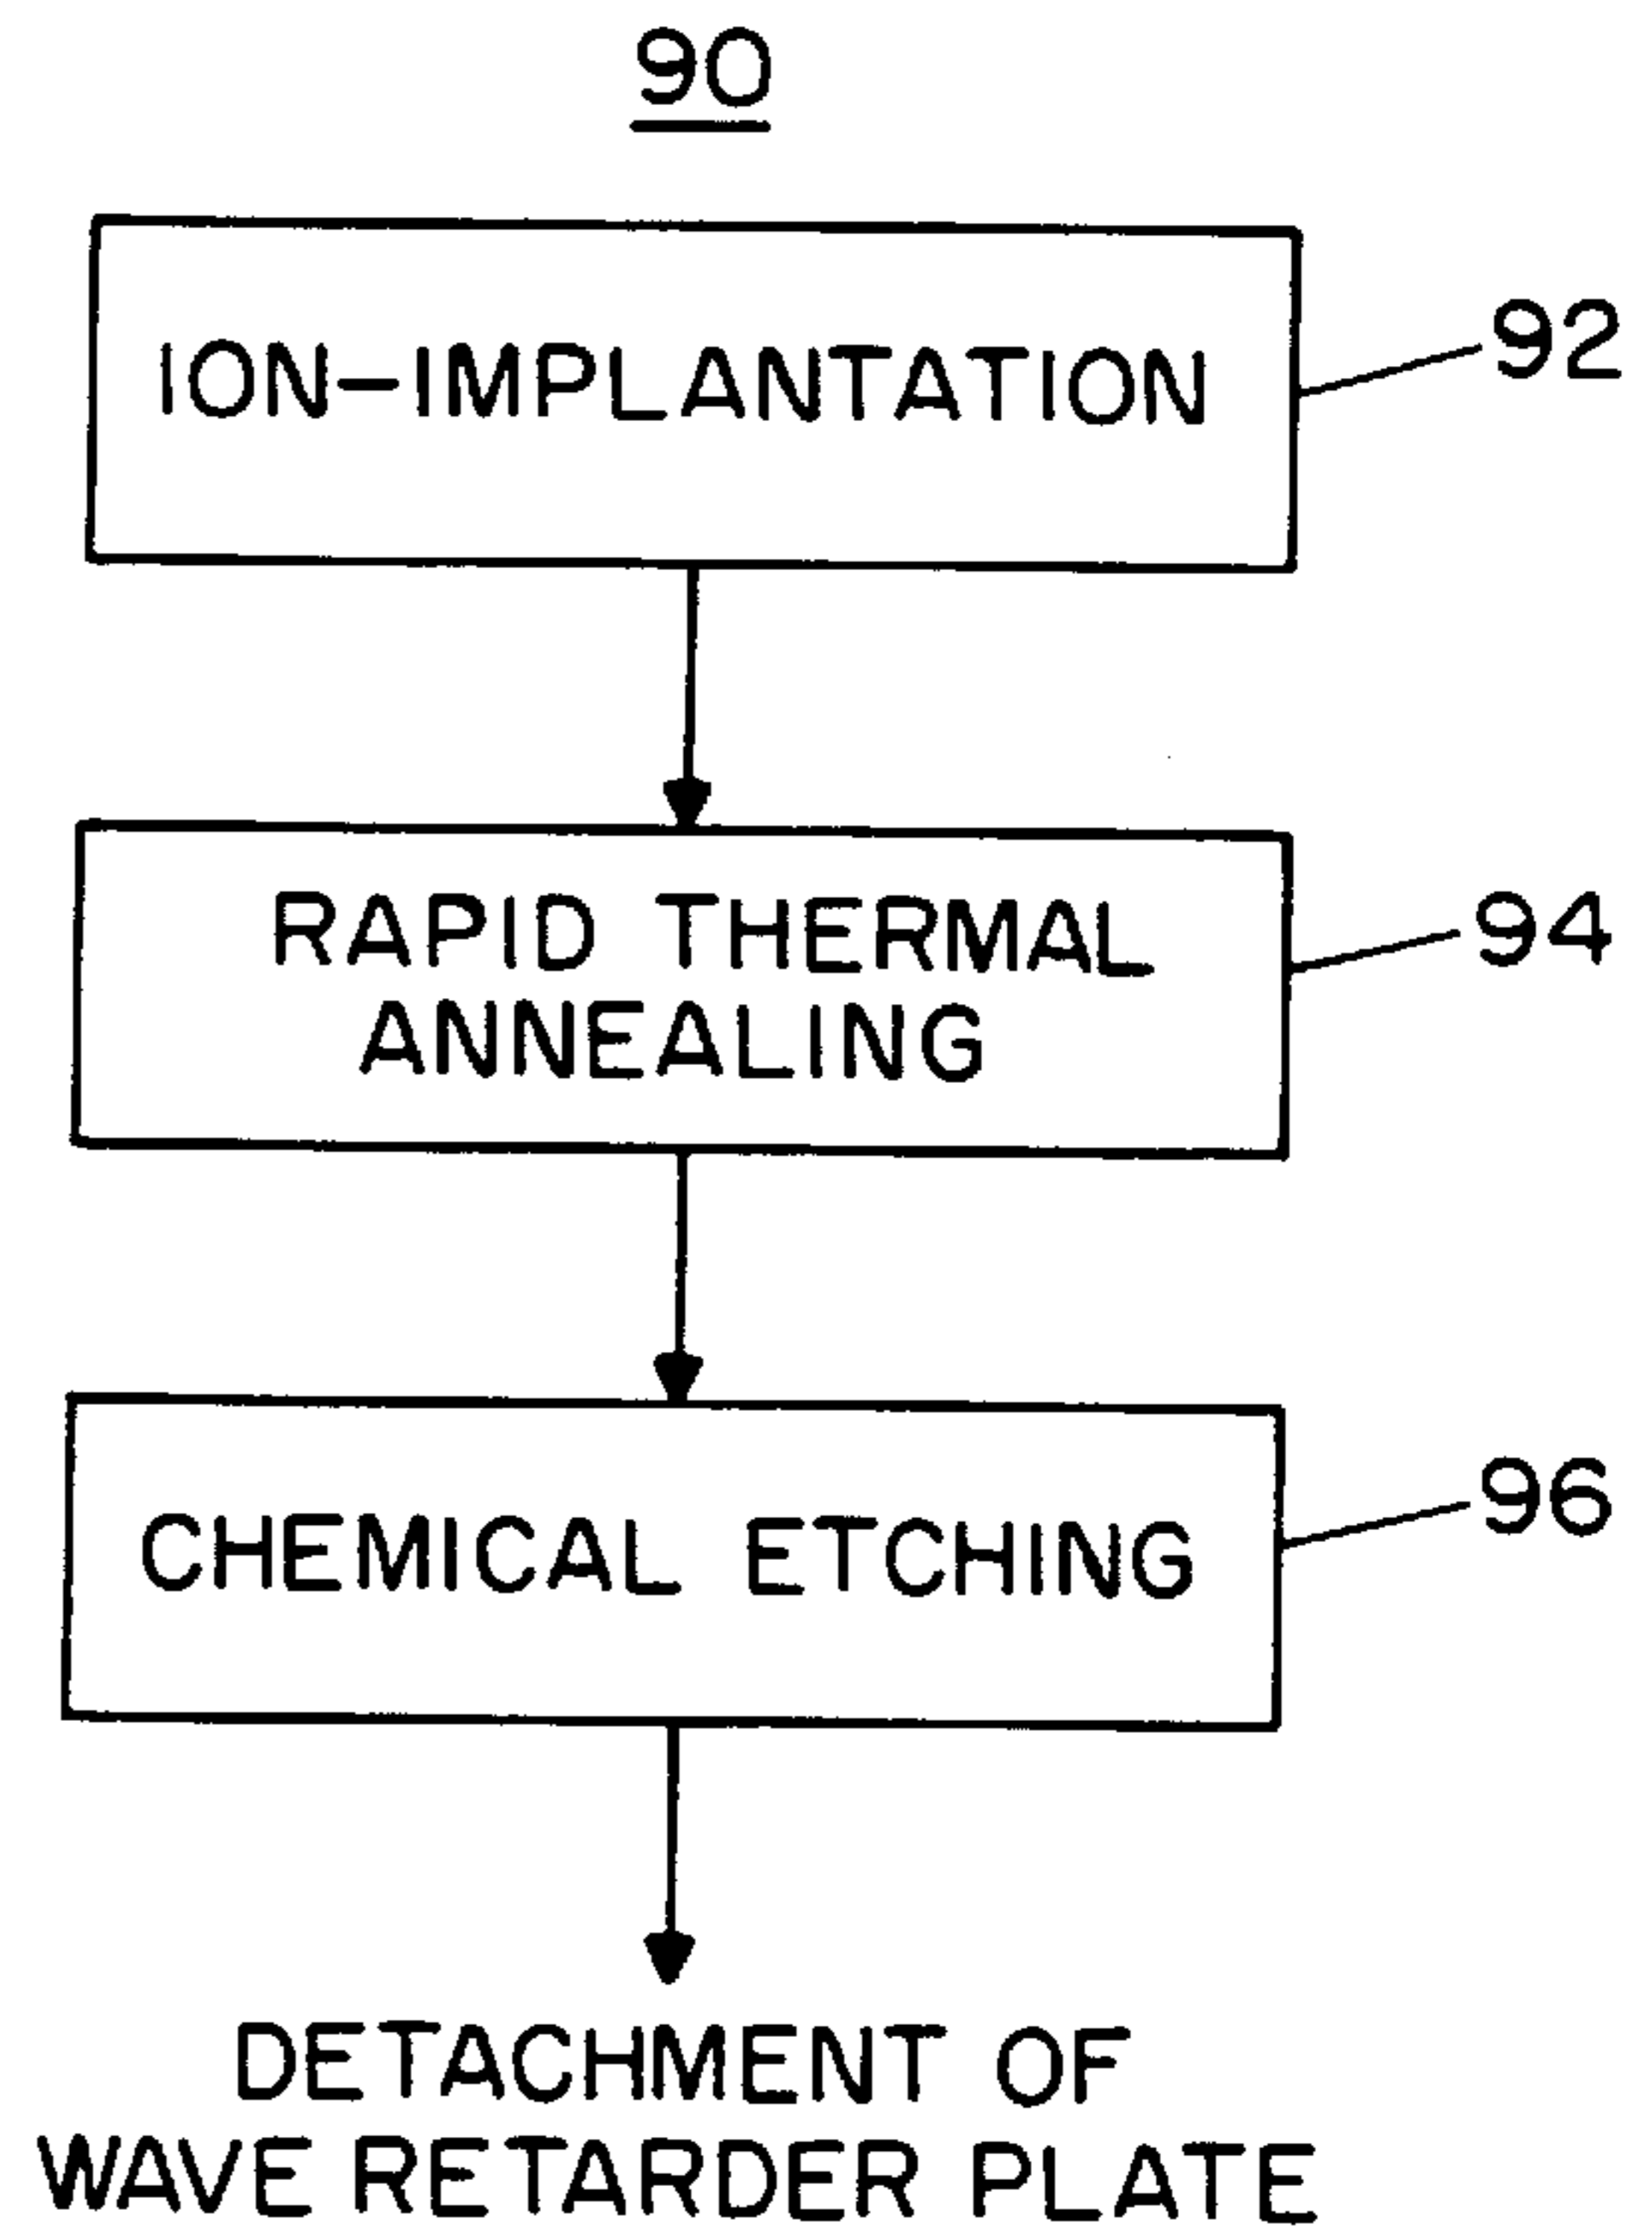 90
ION-IMPLANTATION
92
RAPID THERMAL
ANNEALING
94
CHEMICAL ETCHING
96
DETACHMENT OF
WAVE RETARDER PLATE